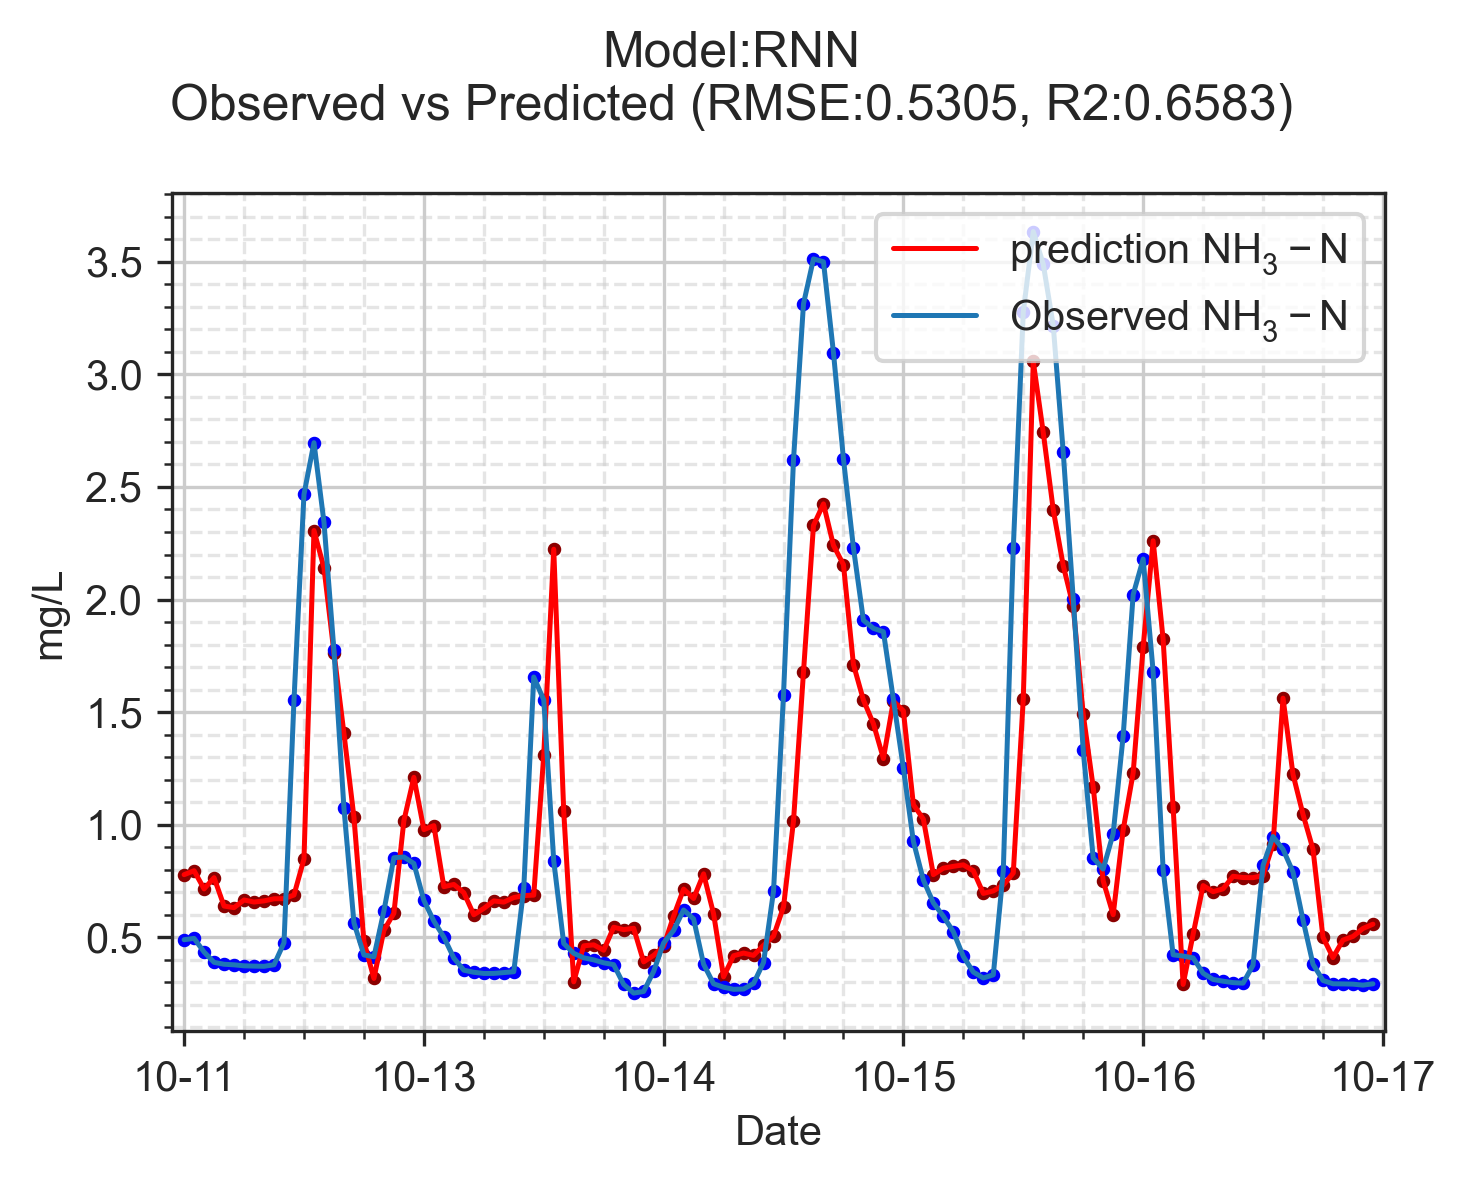 Model:RNN
Observed vs Predicted (RMSE:0.5305, R2:0.6583)
prediction NH₃ − N
Observed NH₃ − N
3.5
3.0
2.5
2.0
1.5
1.0
0.5
mg/L
10-11 10-13 10-14 10-15 10-16 10-17
Date